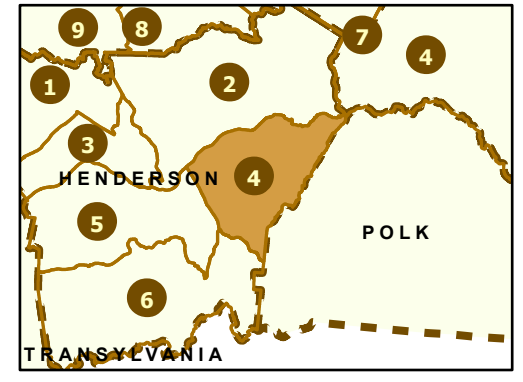 9 8 7
1 2 4
3
HENDERSON 4
5 POLK
6
TRANSYLVANIA